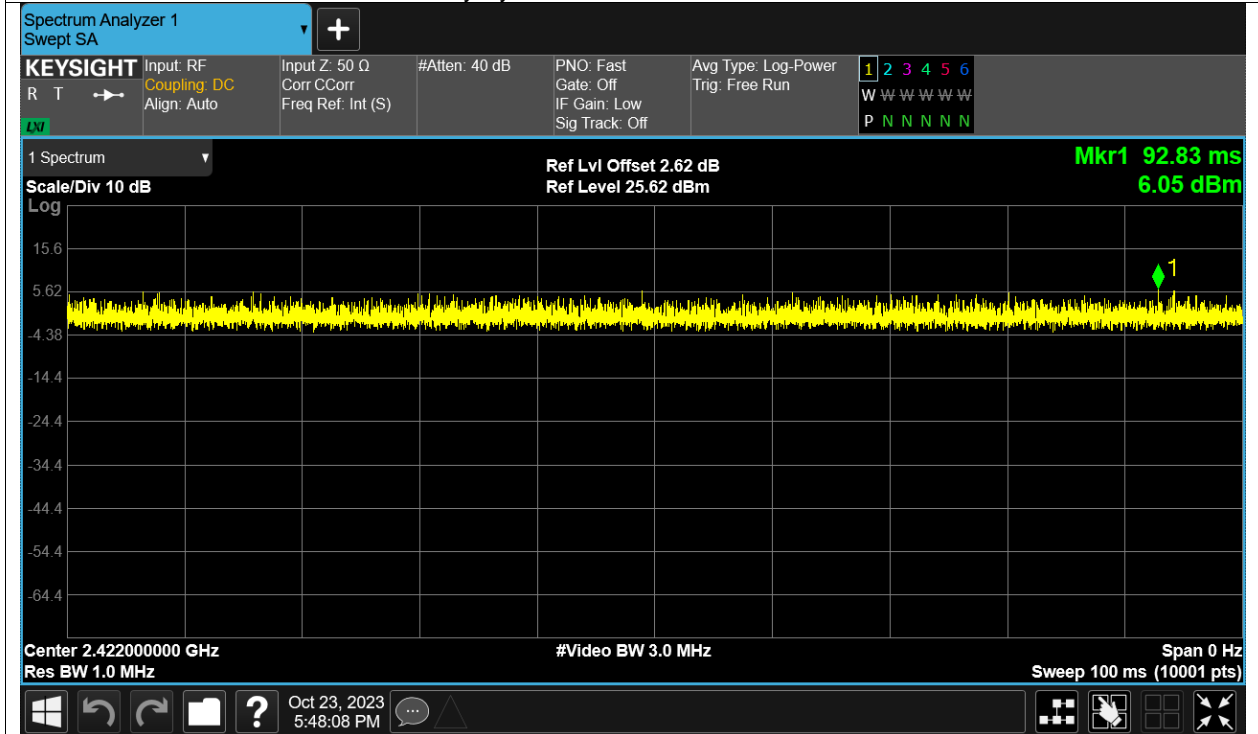 Spectrum Analyzer 1
Swept SA
KEYSIGHT
R T
LXI
Input: RF
Coupling: DC
Align: Auto
Input Z: 50 Ω
Corr CCorr
Freq Ref: Int (S)
#Atten: 40 dB
PNO: Fast
Gate: Off
IF Gain: Low
Sig Track: Off
Avg Type: Log-Power
Trig: Free Run
1 2 3 4 5 6
W W W W W W
P N N N N N
1 Spectrum
Scale/Div 10 dB
Log
Ref Lvl Offset 2.62 dB
Ref Level 25.62 dBm
Mkr1 92.83 ms
6.05 dBm
15.6
5.62
-4.38
-14.4
-24.4
-34.4
-44.4
-54.4
-64.4
1
Center 2.422000000 GHz
Res BW 1.0 MHz
#Video BW 3.0 MHz
Span 0 Hz
Sweep 100 ms (10001 pts)
?
Oct 23, 2023
5:48:08 PM